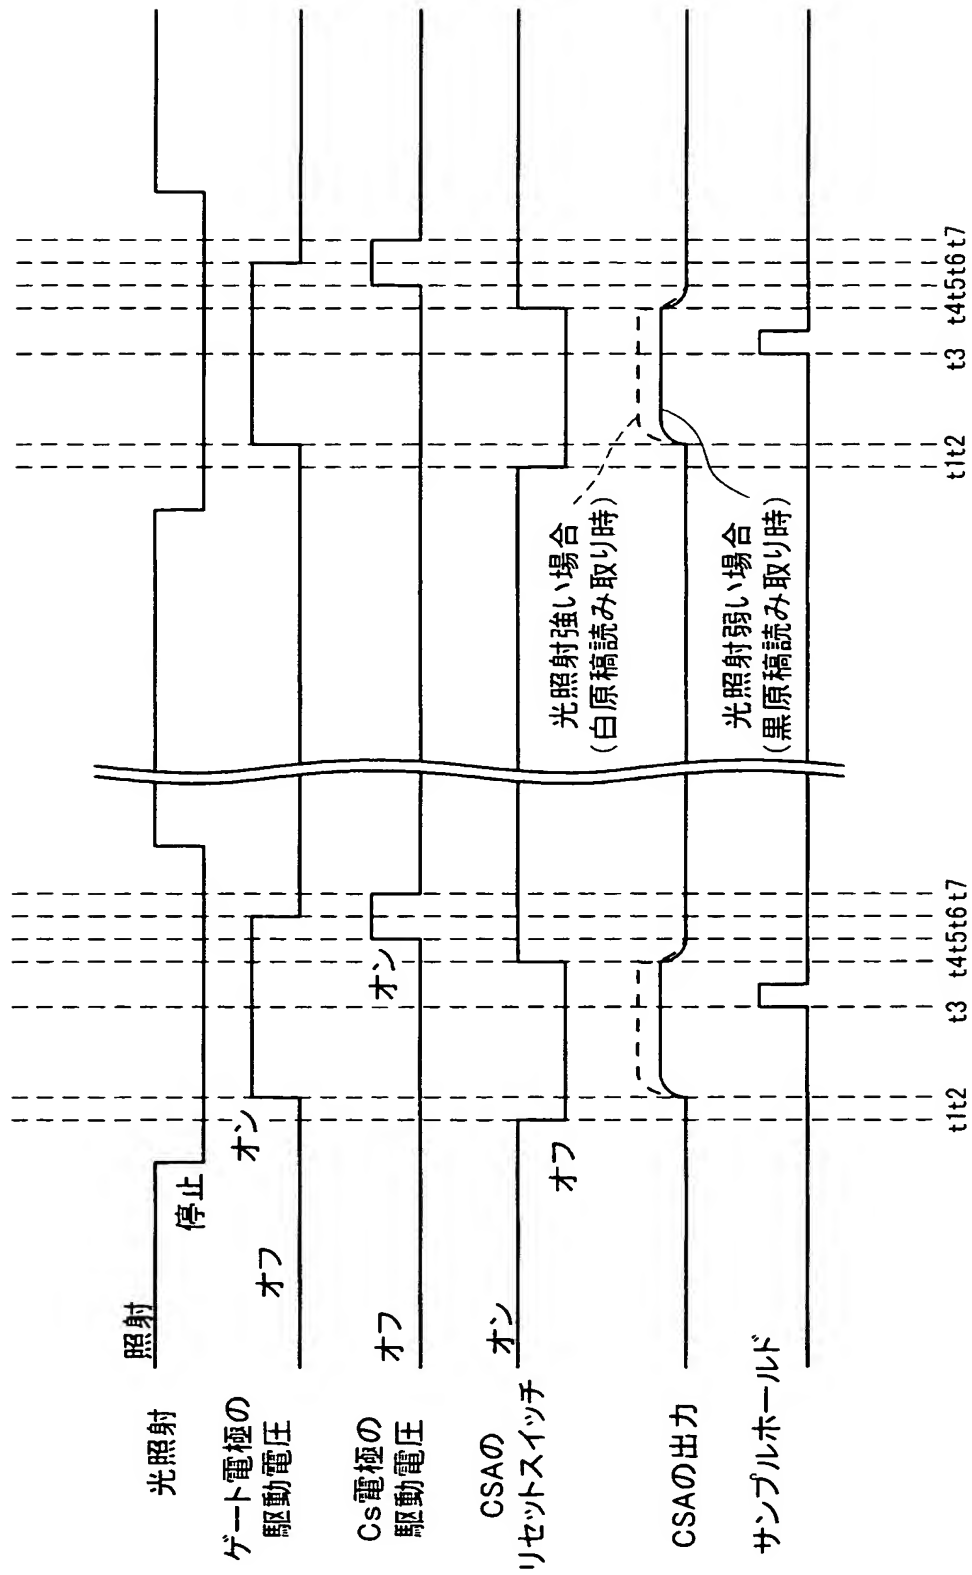 光照射
照射
停止
ゲート電極の
駆動電圧
オフ
オン
Cs電極の
駆動電圧
オフ
オン
CSAの
リセットスイッチ
オン
オフ
CSAの出力
光照射強い場合
(白原稿読み取り時)
光照射弱い場合
(黒原稿読み取り時)
サンプルホールド
t1t2 t3 t4t5t6t7 t1t2 t3 t4t5t6t7